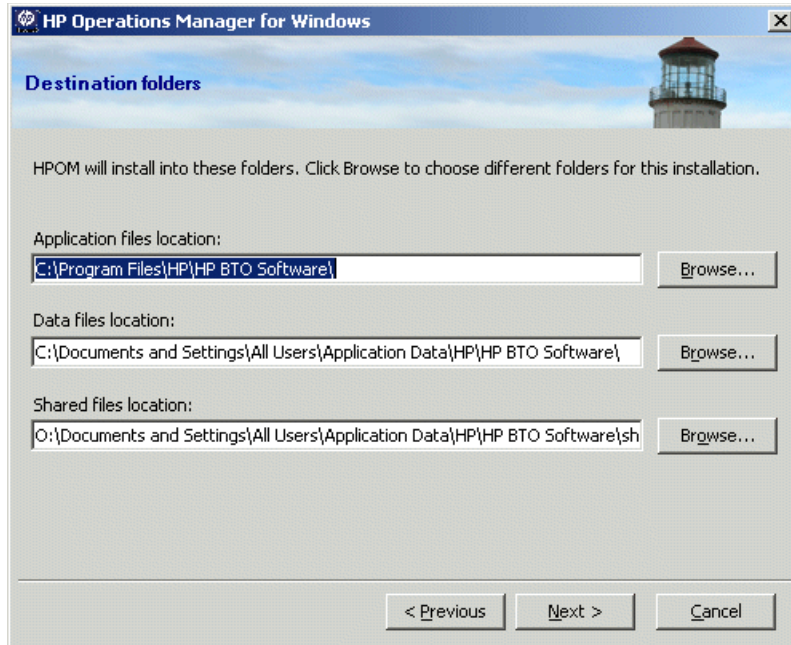 HP Operations Manager for Windows
Destination folders
HPOM will install into these folders. Click Browse to choose different folders for this installation.
Application files location:
C:\Program Files\HP\HP BTO Software\
Browse...
Data files location:
C:\Documents and Settings\All Users\Application Data\HP\HP BTO Software\
Browse...
Shared files location:
O:\Documents and Settings\All Users\Application Data\HP\HP BTO Software\sh
Browse...
< Previous
Next >
Cancel